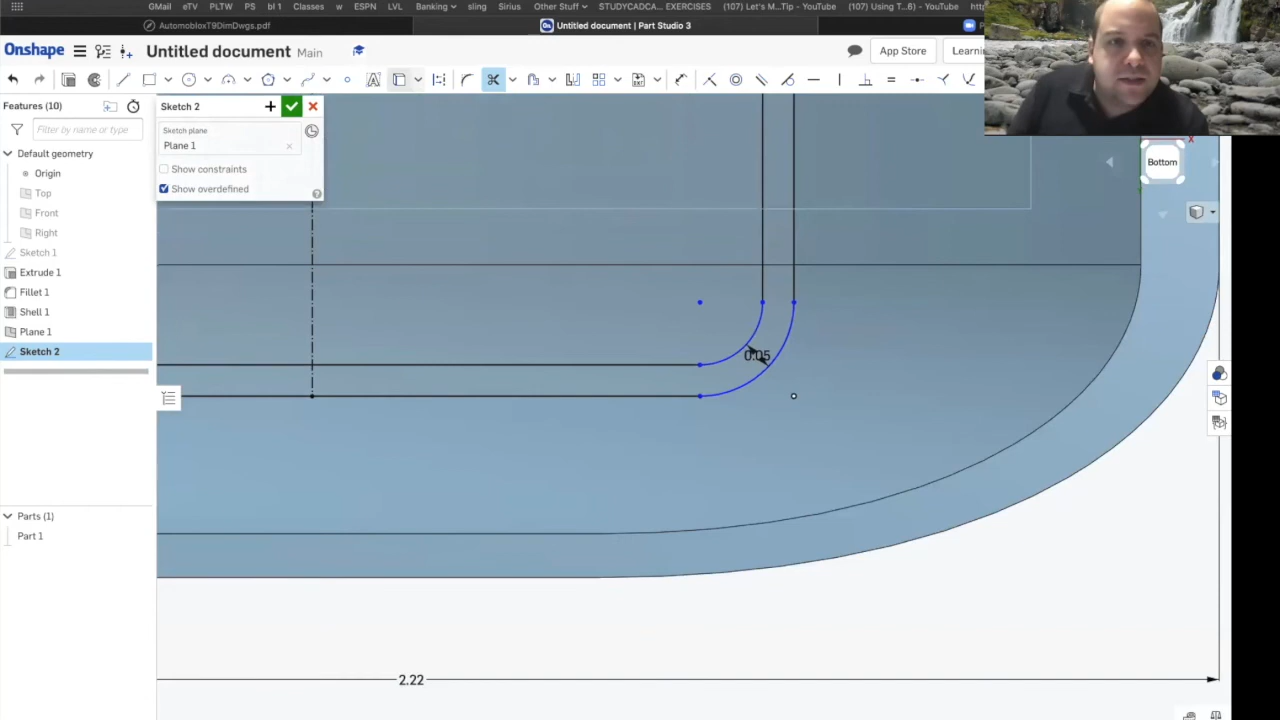 GMail eTV PLTW PS bl 1 Classes w ESPN LVL Banking sling Sirius Other Stuff STUDYCADCA... EXERCISES (107) Let's M...Tip - YouTube (107) Using T...6) - YouTube
AutomobloxT9DimDwgs.pdf
Untitled document | Part Studio 3
Onshape
Untitled document
Main
App Store
Features (10)
Filter by name or type
Default geometry
Origin
Top
Front
Right
Sketch 1
Extrude 1
Fillet 1
Shell 1
Plane 1
Sketch 2
Parts (1)
Part 1
Sketch 2
Sketch plane
Plane 1
Show constraints
Show overdefined
0.05
2.22
Bottom
X